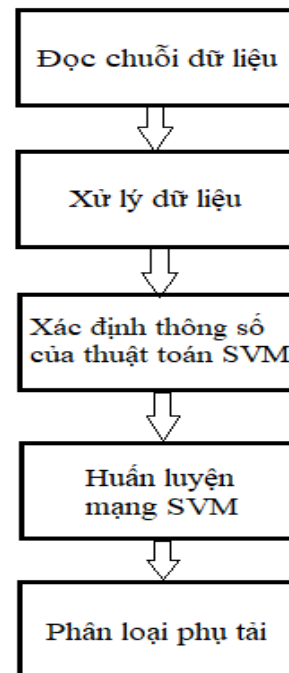 Đọc chuỗi dữ liệu
Xử lý dữ liệu
Xác định thông số
của thuật toán SVM
Huấn luyện
mạng SVM
Phân loại phụ tải